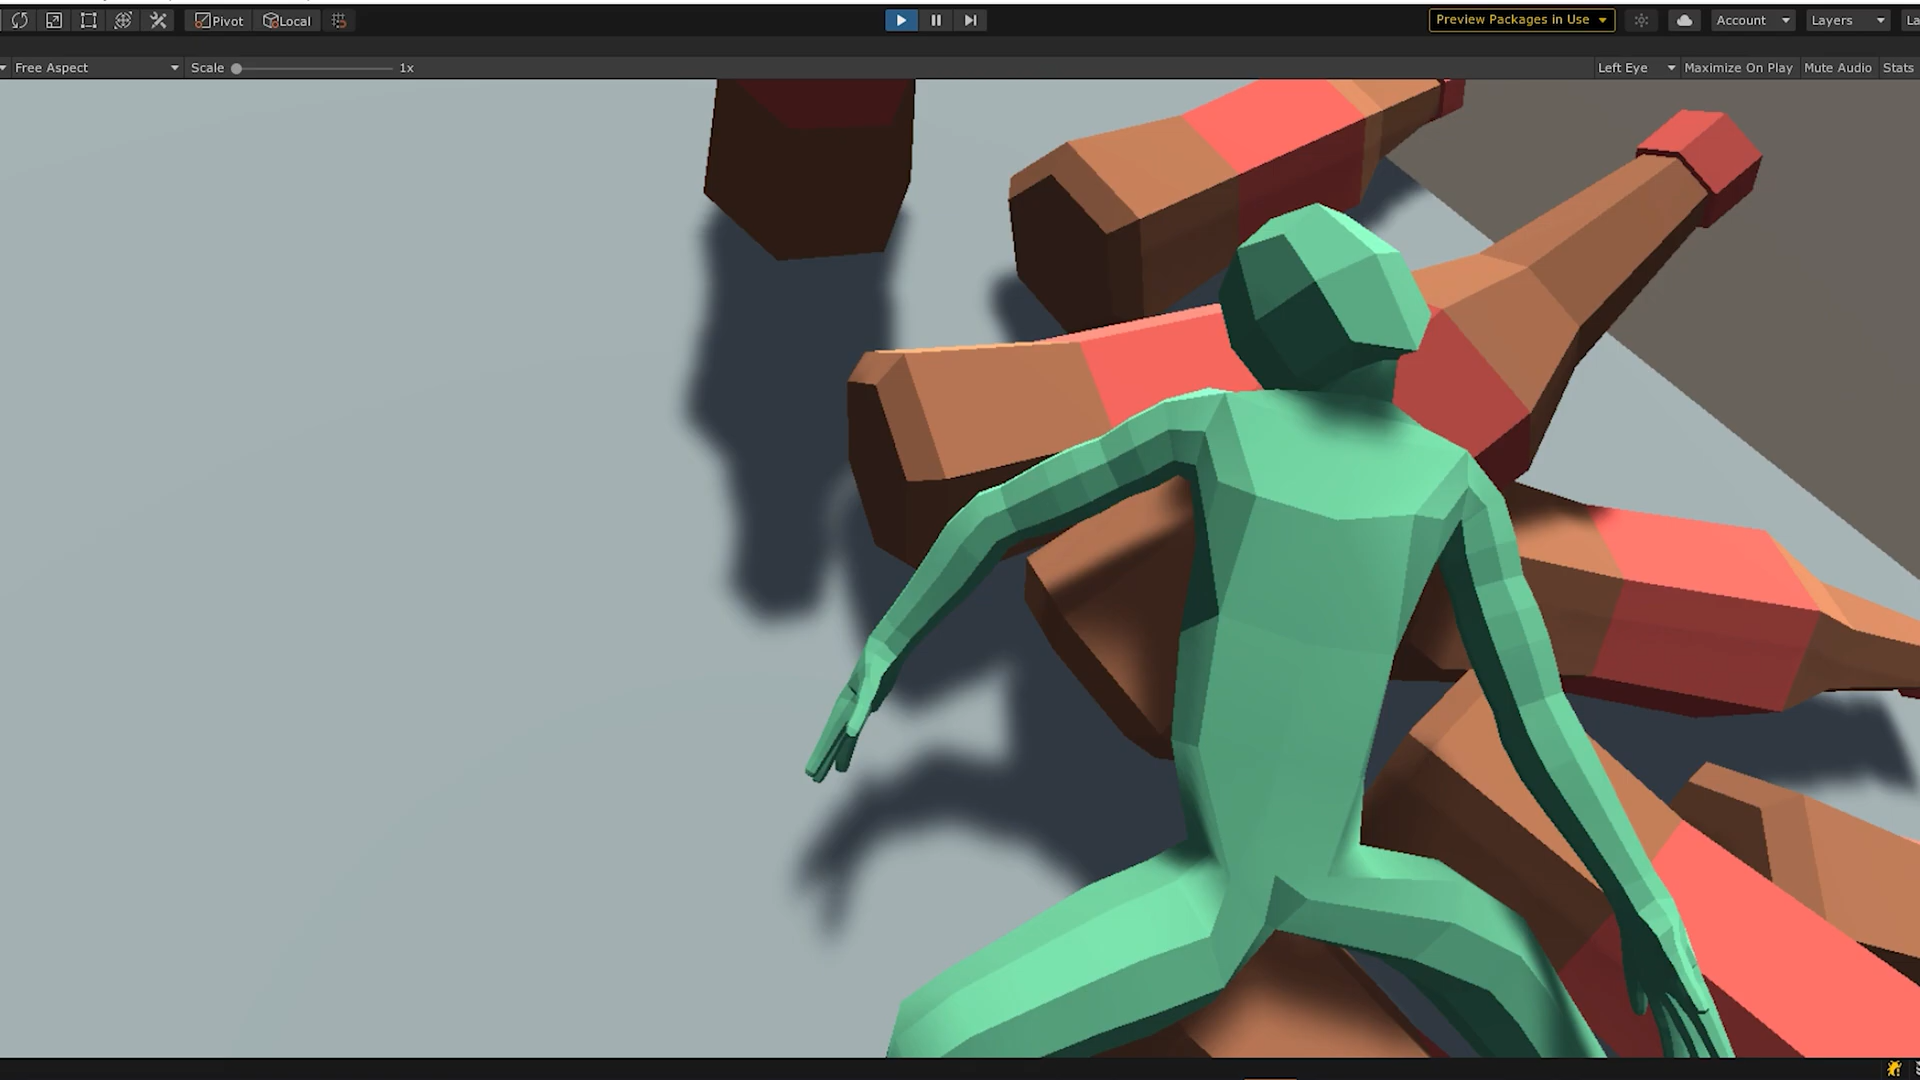 Pivot Local Preview Packages in Use Account Layers La
Free Aspect Scale 1x Left Eye Maximize On Play Mute Audio Stats